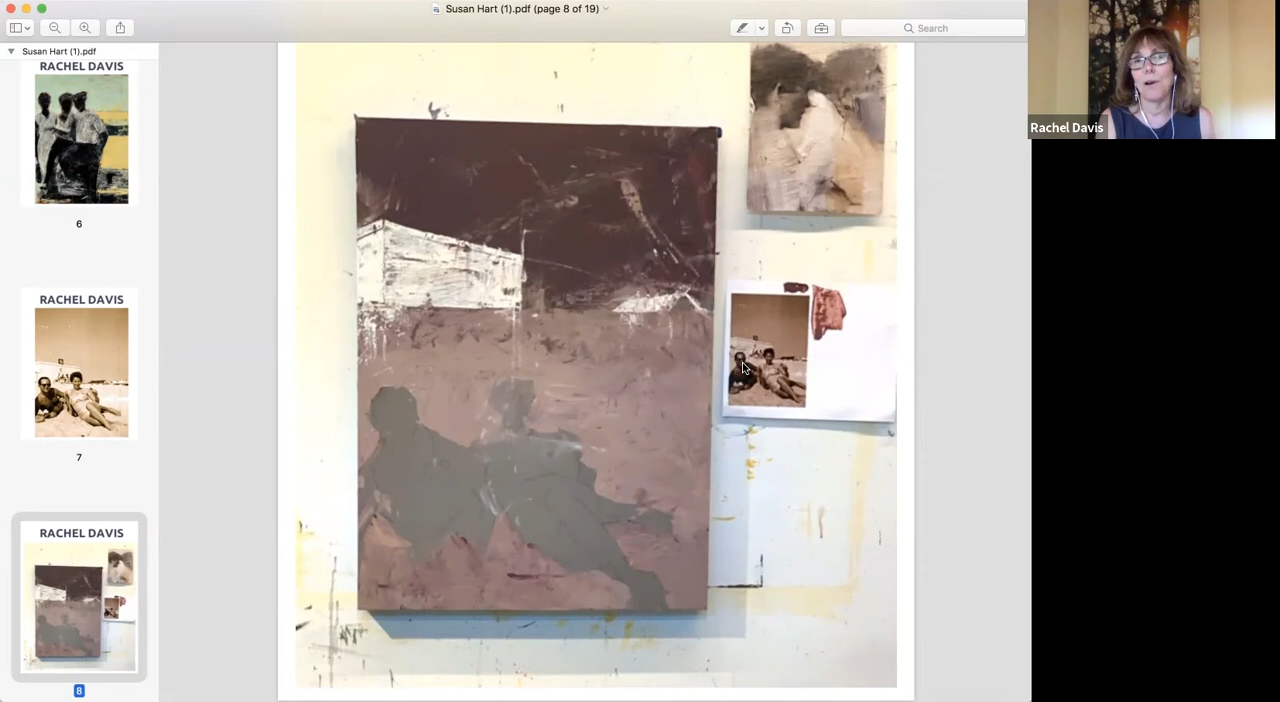 Susan Hart (1).pdf (page 8 of 19)
Search
Susan Hart (1).pdf
RACHEL DAVIS
6
RACHEL DAVIS
7
RACHEL DAVIS
8
Rachel Davis